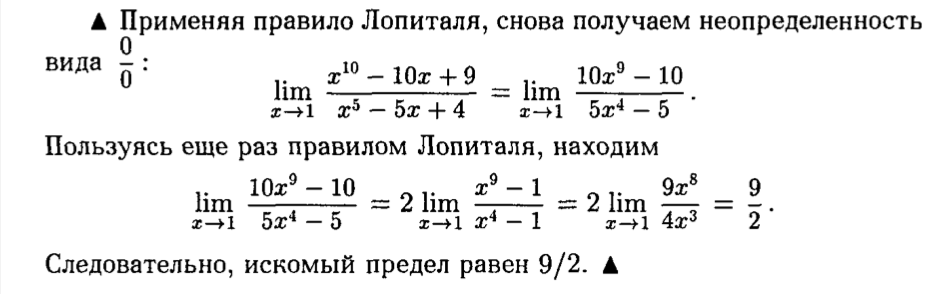 ▲ Применяя правило Лопиталя, снова получаем неопределенность
вида $\frac{0}{0}$ :
$\lim_{x \to 1} \frac{x^{10} - 10x + 9}{x^5 - 5x + 4} = \lim_{x \to 1} \frac{10x^9 - 10}{5x^4 - 5}.$
Пользуясь еще раз правилом Лопиталя, находим
$\lim_{x \to 1} \frac{10x^9 - 10}{5x^4 - 5} = 2 \lim_{x \to 1} \frac{x^9 - 1}{x^4 - 1} = 2 \lim_{x \to 1} \frac{9x^8}{4x^3} = \frac{9}{2}.$
Следовательно, искомый предел равен 9/2. ▲